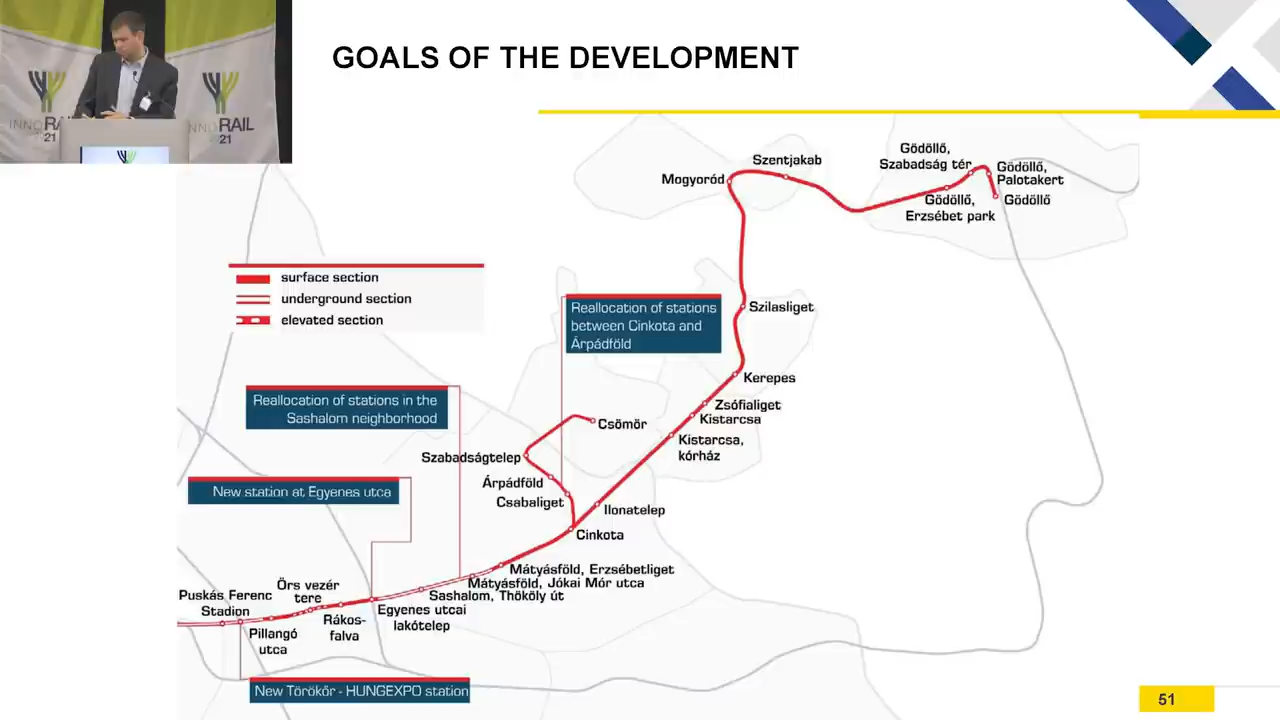 GOALS OF THE DEVELOPMENT
INNORAIL
21
RAIL
21
surface section
underground section
elevated section
Mogyoród
Szentjakab
Gödöllő,
Szabadság tér
Gödöllő,
Palotakert
Gödöllő
Gödöllő,
Erzsébet park
Szilasliget
Reallocation of stations
between Cinkota and
Árpádföld
Kerepes
Zsófialiget
Kistarcsa
Kistarcsa,
kórház
Reallocation of stations in the
Sashalom neighborhood
Csömör
Szabadságtelep
Árpádföld
Csabaliget
Ilonatelep
Cinkota
New station at Egyenes utca
Mátyásföld, Erzsébetliget
Mátyásföld, Jókai Mór utca
Sashalom, Thököly út
Egyenes utcai
lakótelep
Puskás Ferenc
Stadion
Örs vezér
tere
Pillangó
utca
Rákos-
falva
New Törökőr - HUNGEXPO station
51